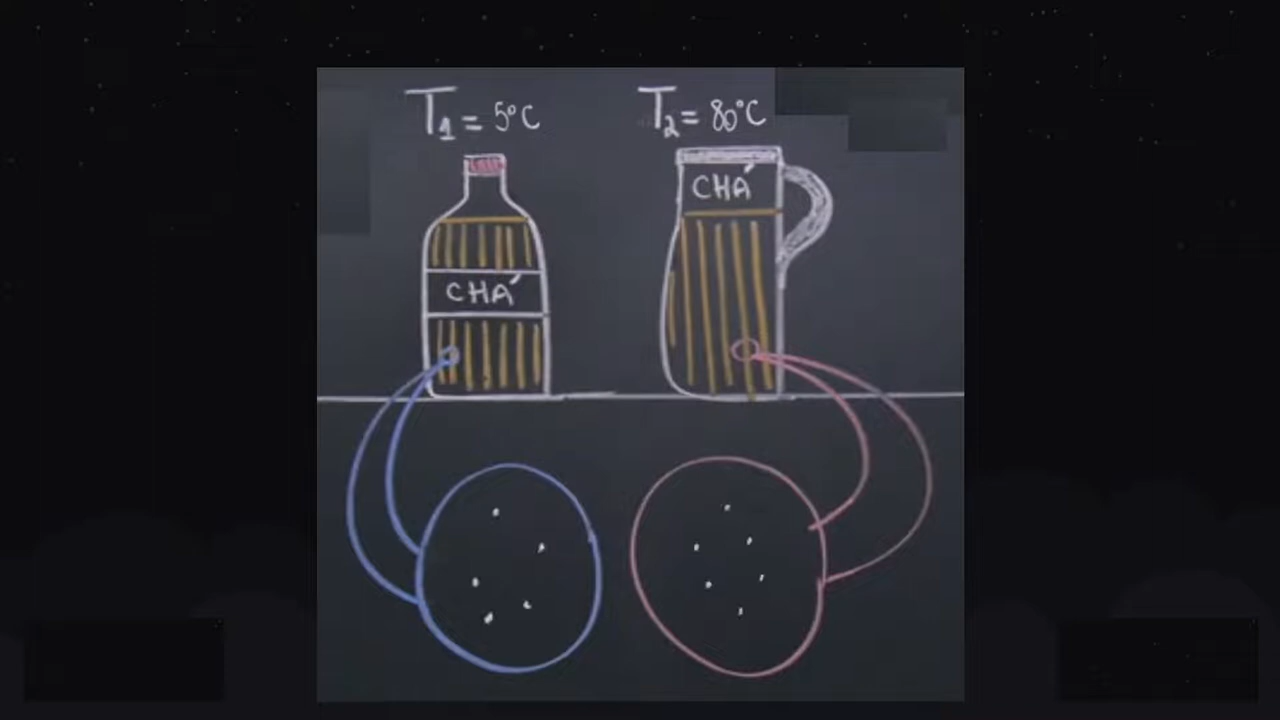 T₁ = 5°C
T₂ = 80°C
CHÁ
CHÁ